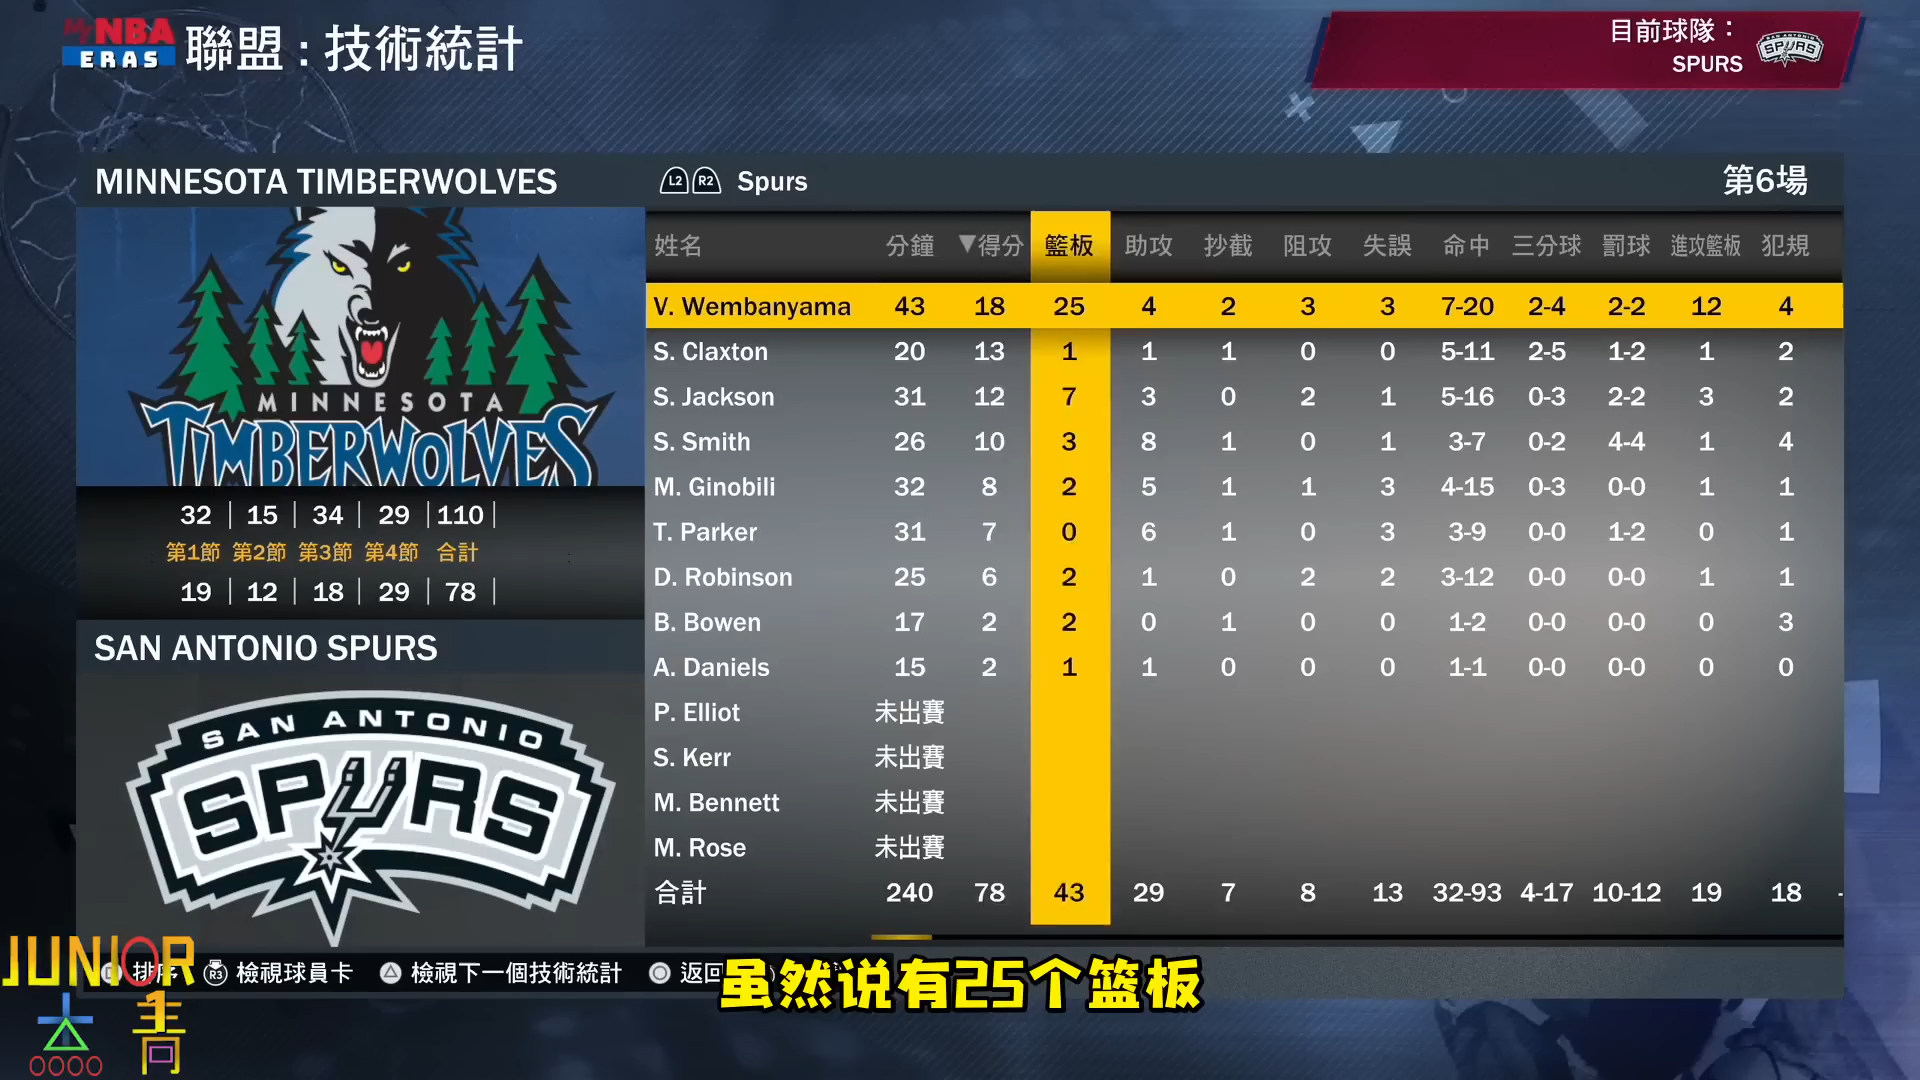 MyNBA ERAS 聯盟 : 技術統計
目前球隊：
SPURS
MINNESOTA TIMBERWOLVES
L2 R2 Spurs 第6場
姓名 分鐘 ▼得分 籃板 助攻 抄截 阻攻 失誤 命中 三分球 罰球 進攻籃板 犯規
V. Wembanyama 43 18 25 4 2 3 3 7-20 2-4 2-2 12 4
S. Claxton 20 13 1 1 1 0 0 5-11 2-5 1-2 1 2
S. Jackson 31 12 7 3 0 2 1 5-16 0-3 2-2 3 2
S. Smith 26 10 3 8 1 0 1 3-7 0-2 4-4 1 4
M. Ginobili 32 8 2 5 1 1 3 4-15 0-3 0-0 1 1
T. Parker 31 7 0 6 1 0 3 3-9 0-0 1-2 0 1
D. Robinson 25 6 2 1 0 2 2 3-12 0-0 0-0 1 1
B. Bowen 17 2 2 0 1 0 0 1-2 0-0 0-0 0 3
A. Daniels 15 2 1 1 0 0 0 1-1 0-0 0-0 0 0
P. Elliot 未出賽
S. Kerr 未出賽
M. Bennett 未出賽
M. Rose 未出賽
合計 240 78 43 29 7 8 13 32-93 4-17 10-12 19 18
MINNESOTA
TIMBERWOLVES
32 15 34 29 110
第1節 第2節 第3節 第4節 合計
19 12 18 29 78
SAN ANTONIO SPURS
SAN ANTONIO
SPURS
排序 R3 檢視球員卡 檢視下一個技術統計 返回
虽然说有25个篮板
JUNIOR